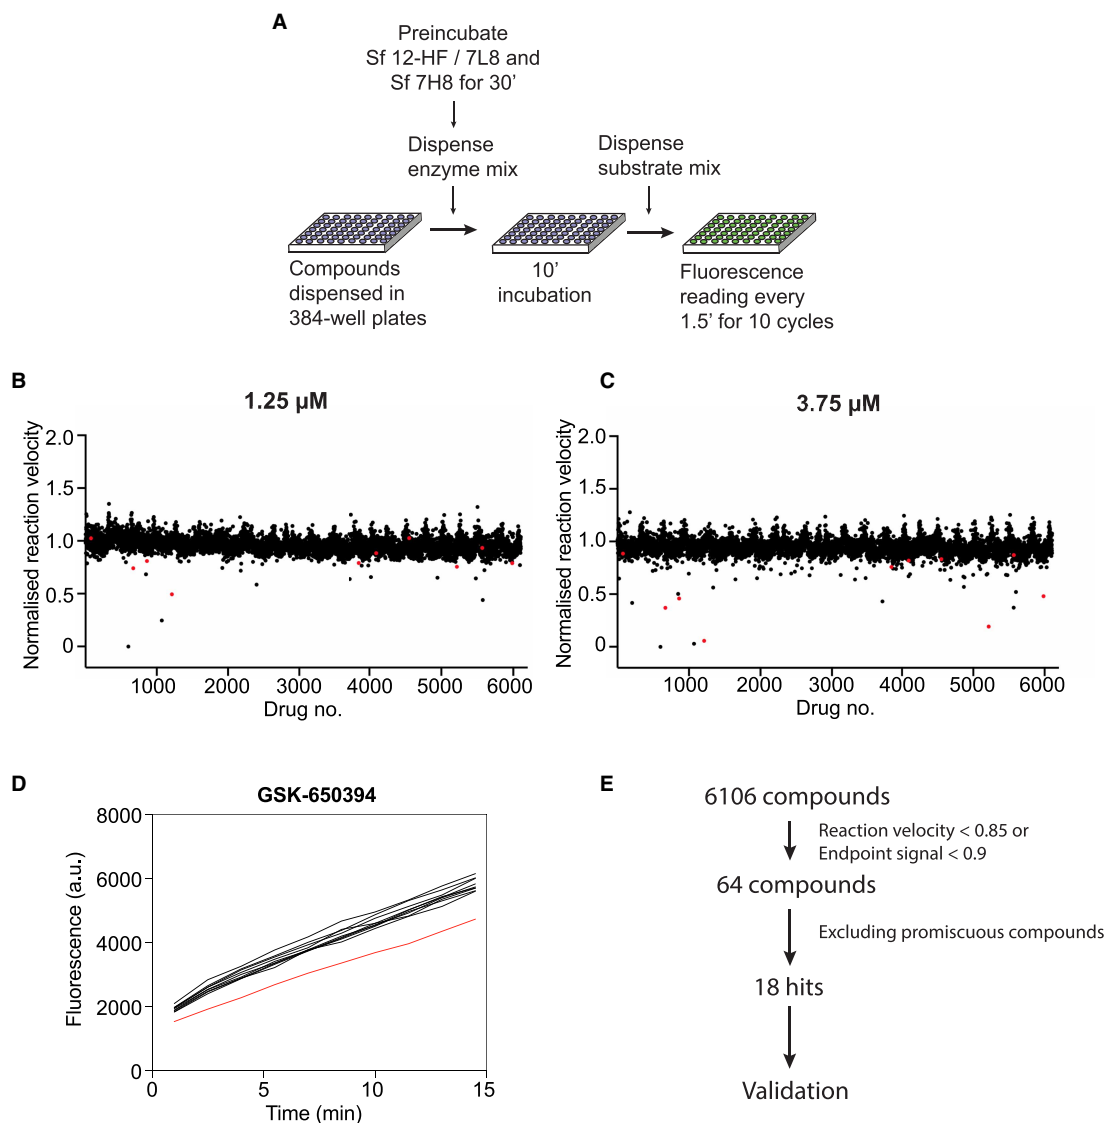 A
Preincubate
Sf 12-HF / 7L8 and
Sf 7H8 for 30'
Dispense
enzyme mix
Dispense
substrate mix
Compounds
dispensed in
384-well plates
10'
incubation
Fluorescence
reading every
1.5' for 10 cycles
B
1.25 µM
Normalised reaction velocity
2.0
1.5
1.0
0.5
0
1000
2000
3000
4000
5000
6000
Drug no.
C
3.75 µM
Normalised reaction velocity
2.0
1.5
1.0
0.5
0
1000
2000
3000
4000
5000
6000
Drug no.
D
GSK-650394
Fluorescence (a.u.)
8000
6000
4000
2000
0
0
5
10
15
Time (min)
E
6106 compounds
Reaction velocity < 0.85 or
Endpoint signal < 0.9
64 compounds
Excluding promiscuous compounds
18 hits
Validation